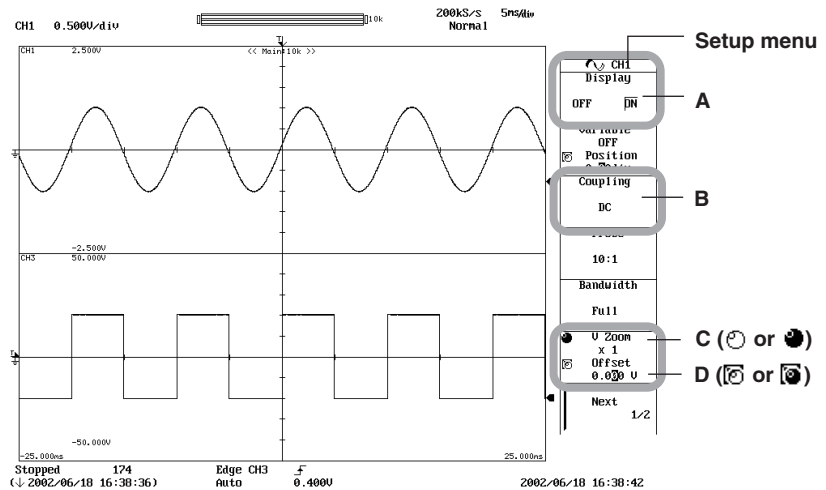 CH1 0.500V/div
10k
200kS/s 5ms/div
Normal
CH1 2.500V
<< Main:10k >>
T
-2.500V
CH3 50.000V
-50.000V
-25.000ms
25.000ms
CH1
Display
OFF ON
Variable
OFF
Position
Coupling
DC
10:1
Bandwidth
Full
V Zoom
x 1
Offset
0.000 V
Next
1/2
Setup menu
A
B
C ( or )
D ( or )
Stopped 174 Edge CH3
(↓ 2002/06/18 16:38:36) Auto 0.400V 2002/06/18 16:38:42